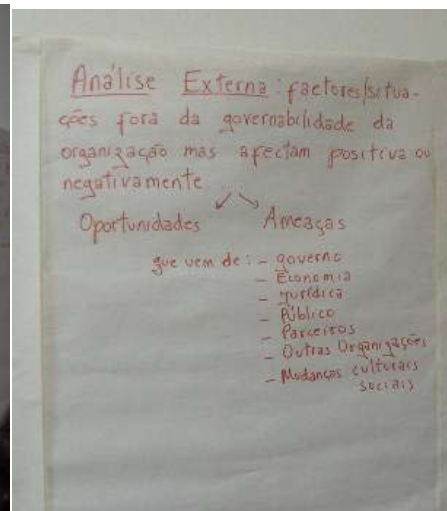 Análise Externa: factores/situa-
ções fora da governabilidade da
organização mas afectam positiva ou
negativamente
Oportunidades Ameaças
que vem de: - governo
- Economia
- Jurídica
- Público
- Parceiros
- Outras Organizações
- Mudanças culturais
sociais